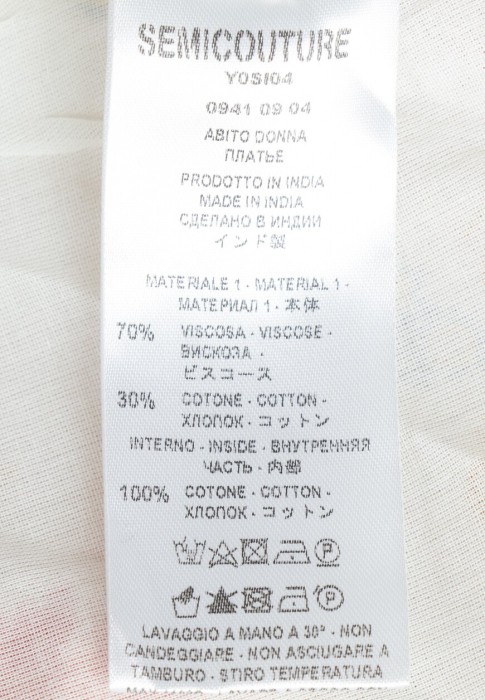 SEMICOUTURE
Y0SI04
0941 09 04
ABITO DONNA
ПЛАТЬЕ
PRODOTTO IN INDIA
MADE IN INDIA
СДЕЛАНО В ИНДИИ
インド製
MATERIALE 1 - MATERIAL 1 -
МАТЕРИАЛ 1 - 本体
70% VISCOSA - VISCOSE -
ВИСКОЗА -
ビスコース
30% COTONE - COTTON -
ХЛОПОК - コットン
INTERNO - INSIDE - ВНУТРЕННЯЯ
ЧАСТЬ - 内部
100% COTONE - COTTON -
ХЛОПОК - コットン
LAVAGGIO A MANO A 30° - NON
CANDEGGIARE - NON ASCIUGARE A
TAMBURO - STIRO TEMPERATURA